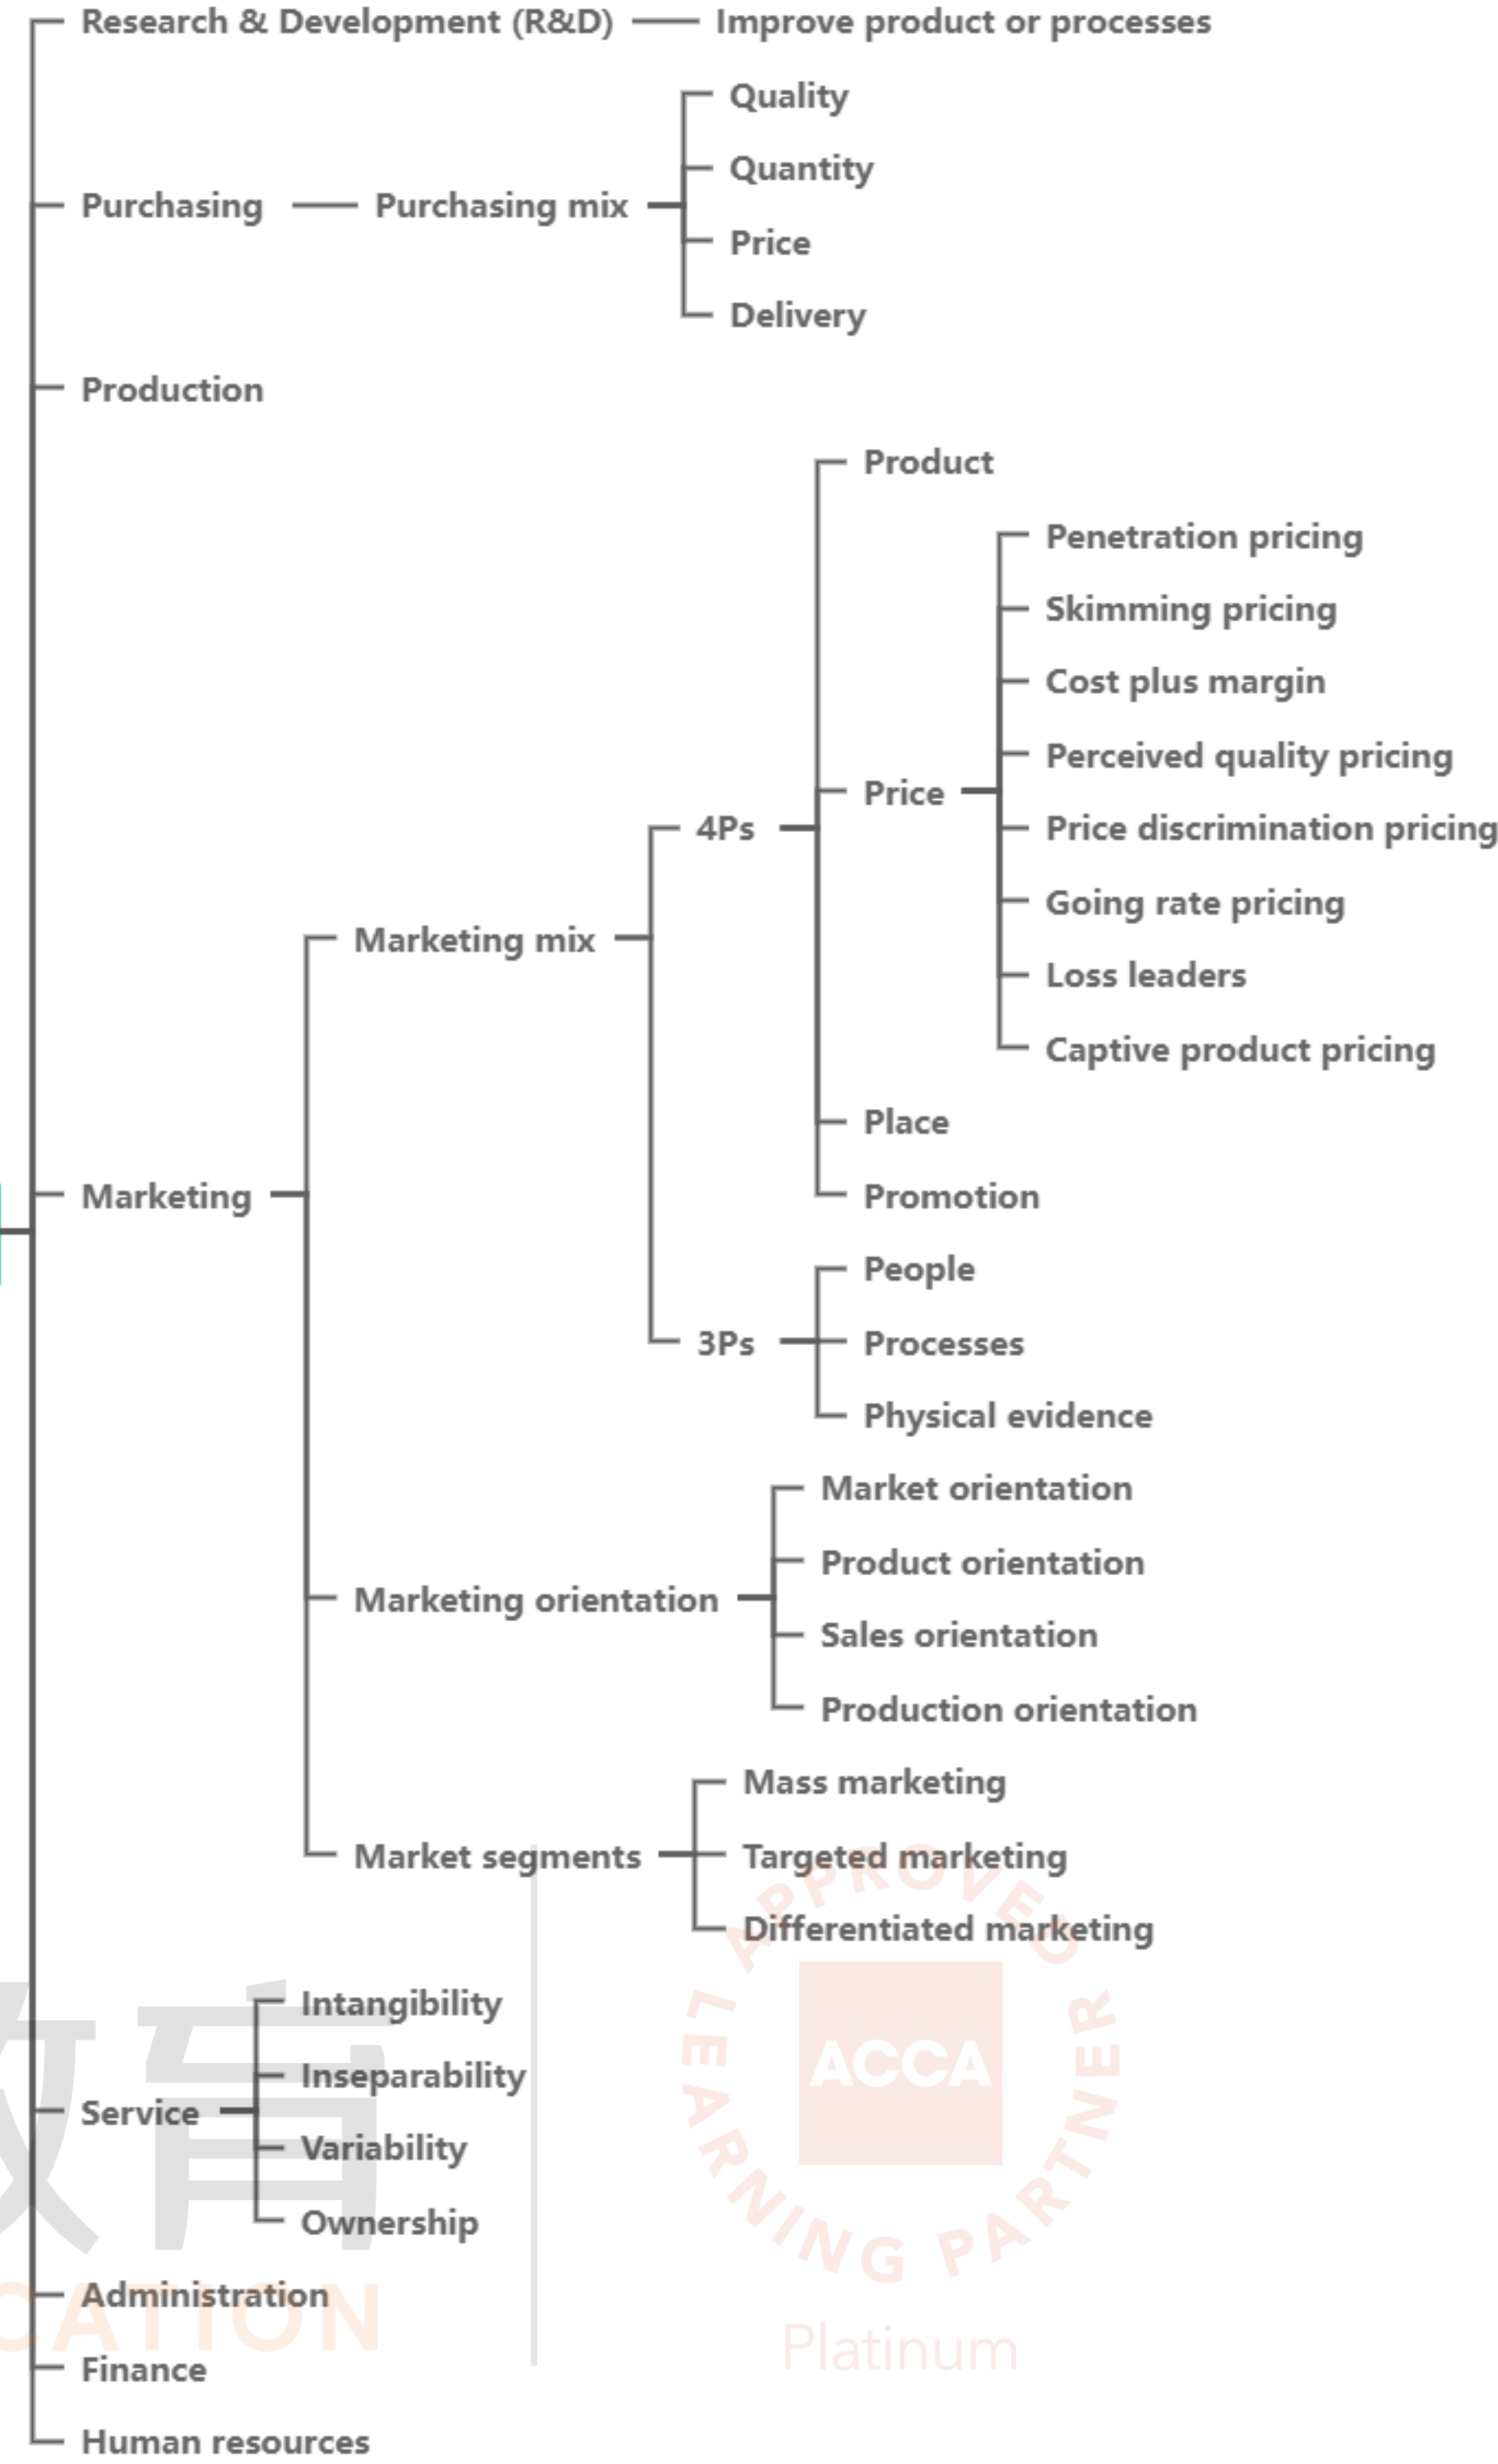 Research & Development (R&D) Improve product or processes
Quality
Quantity
Purchasing Purchasing mix
Price
Delivery
Production
Product
Penetration pricing
Skimming pricing
Cost plus margin
Perceived quality pricing
Price
Price discrimination pricing
4Ps
Going rate pricing
Marketing mix
Loss leaders
Captive product pricing
Place
Marketing
Promotion
People
3Ps
Processes
Physical evidence
Market orientation
Product orientation
Marketing orientation
Sales orientation
Production orientation
Mass marketing
Market segments
Targeted marketing
Differentiated marketing
Intangibility
Inseparability
Service
Variability
Ownership
Administration
Finance
Human resources
教育
CATION
APPROVED
LEARNING PARTNER
ACCA
Platinum